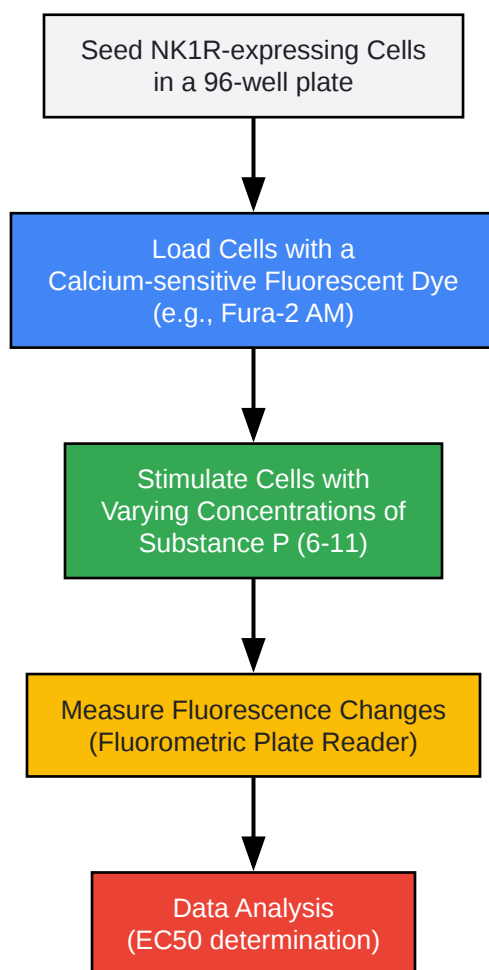 Seed NK1R-expressing Cells
in a 96-well plate
Load Cells with a
Calcium-sensitive Fluorescent Dye
(e.g., Fura-2 AM)
Stimulate Cells with
Varying Concentrations of
Substance P (6-11)
Measure Fluorescence Changes
(Fluorometric Plate Reader)
Data Analysis
(EC50 determination)